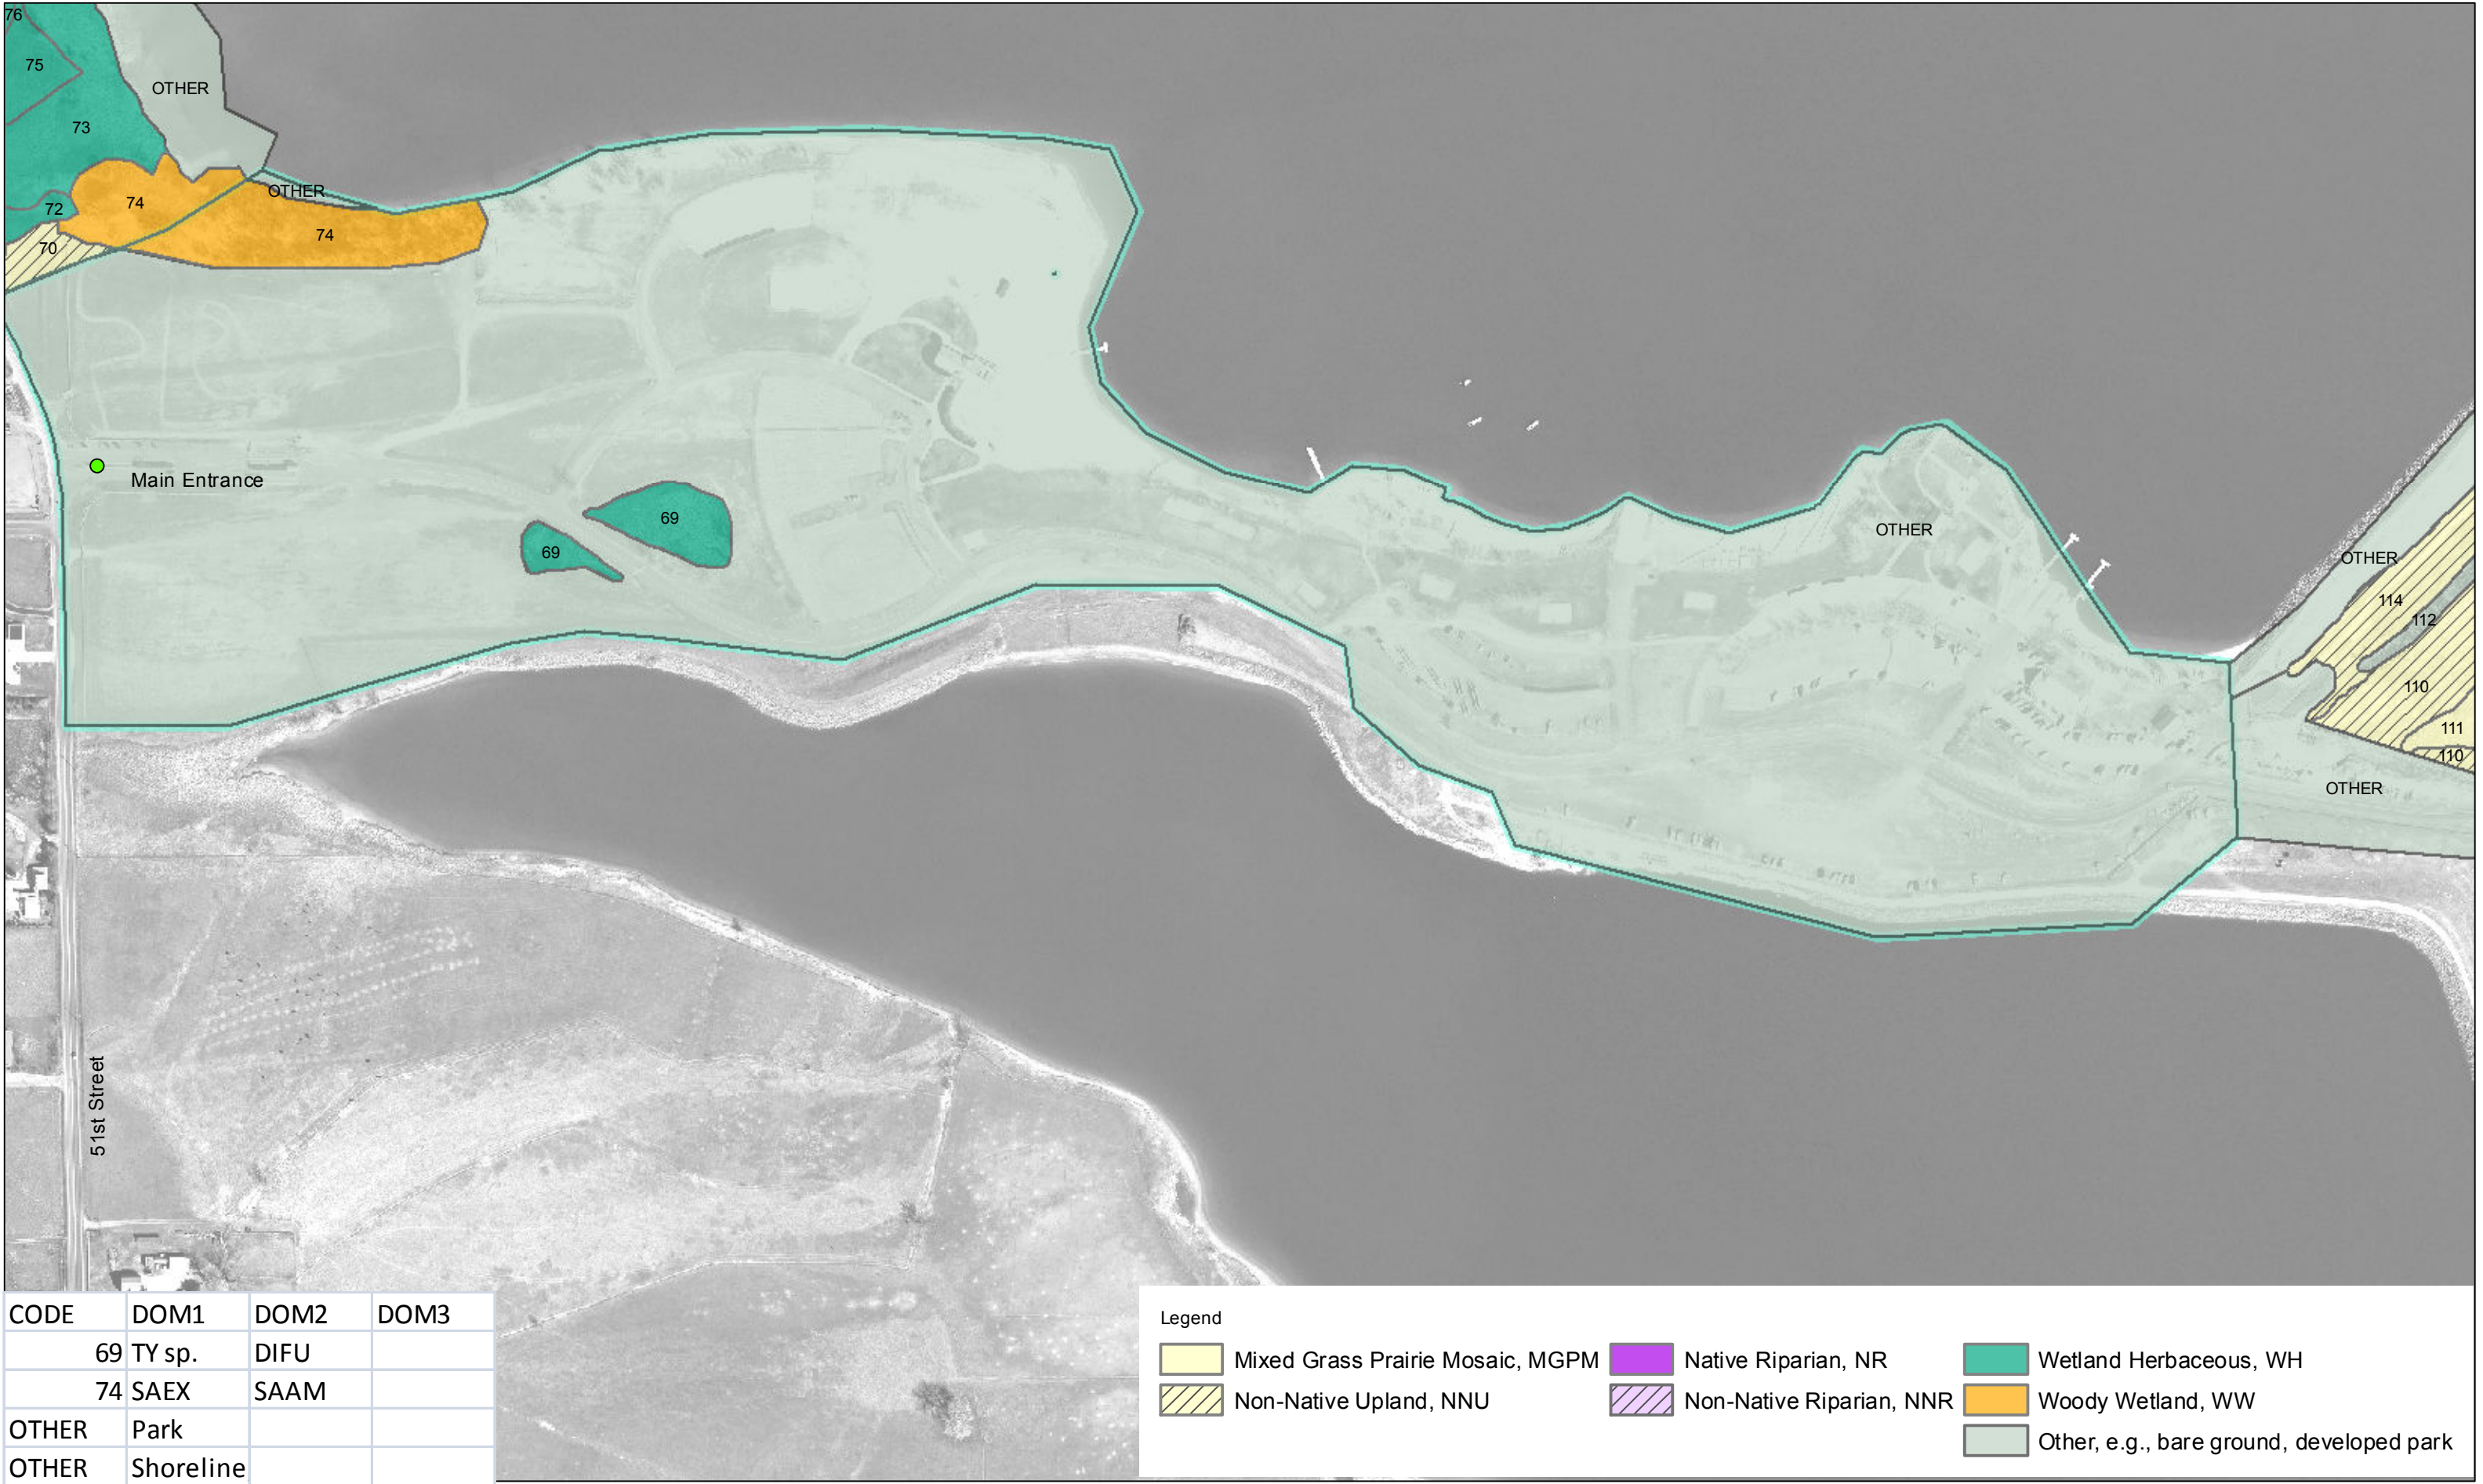 76
75
OTHER
73
OTHER
72
74
74
70
Main Entrance
69
69
OTHER
OTHER
114
112
110
111
110
OTHER
51st Street
CODE DOM1 DOM2 DOM3
69 TY sp. DIFU
74 SAEX SAAM
OTHER Park
OTHER Shoreline
Legend
Mixed Grass Prairie Mosaic, MGPM
Non-Native Upland, NNU
Native Riparian, NR
Non-Native Riparian, NNR
Wetland Herbaceous, WH
Woody Wetland, WW
Other, e.g., bare ground, developed park